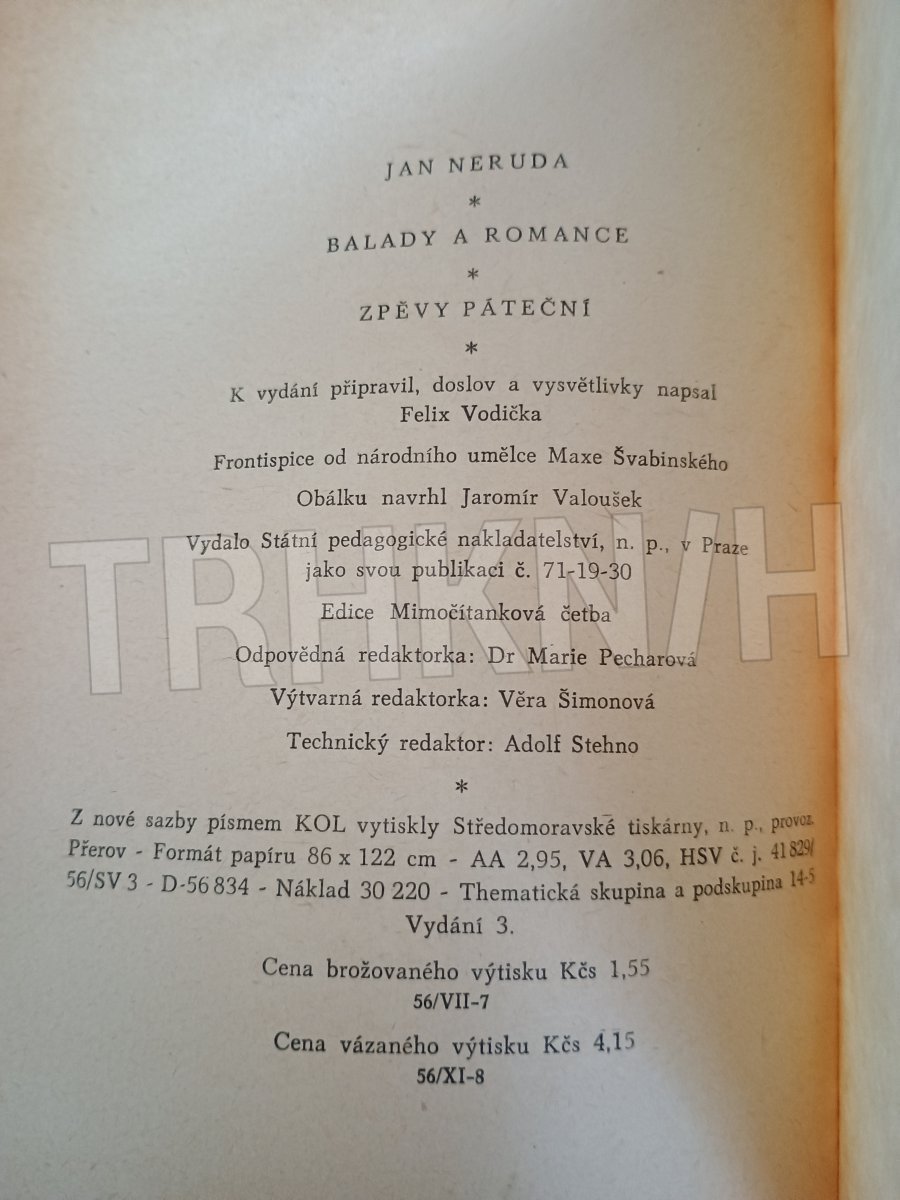 JAN NERUDA
*
BALADY A ROMANCE
*
ZPĚVY PÁTEČNÍ
*
K vydání připravil, doslov a vysvětlivky napsal
Felix Vodička
Frontispice od národního umělce Maxe Švabinského
Obálku navrhl Jaromír Valoušek
Vydalo Státní pedagogické nakladatelství, n. p., v Praze
jako svou publikaci č. 71-19-30
Edice Mimočítanková četba
Odpovědná redaktorka: Dr Marie Pecharová
Výtvarná redaktorka: Věra Šimonová
Technický redaktor: Adolf Stehno
*
Z nové sazby písmem KOL vytiskly Středomoravské tiskárny, n. p., provoz.
Přerov - Formát papíru 86 x 122 cm - AA 2,95, VA 3,06, HSV č. j. 41 829/
56/SV 3 - D-56 834 - Náklad 30 220 - Thematická skupina a podskupina 14-5
Vydání 3.
Cena brožovaného výtisku Kčs 1,55
56/VII-7
Cena vázaného výtisku Kčs 4,15
56/XI-8
TRHKNIH